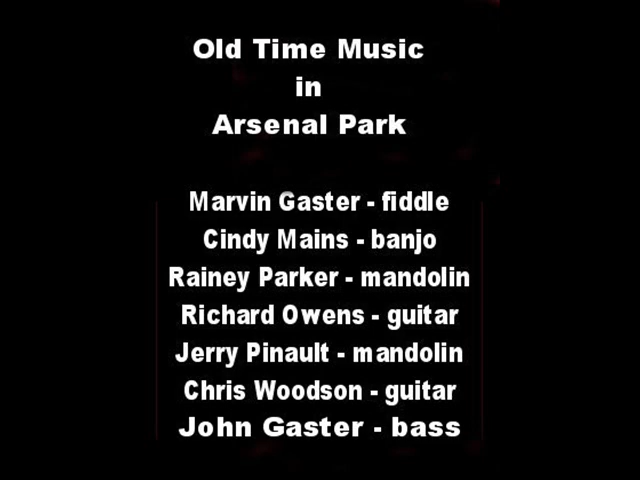 Old Time Music
in
Arsenal Park
Marvin Gaster - fiddle
Cindy Mains - banjo
Rainey Parker - mandolin
Richard Owens - guitar
Jerry Pinault - mandolin
Chris Woodson - guitar
John Gaster - bass